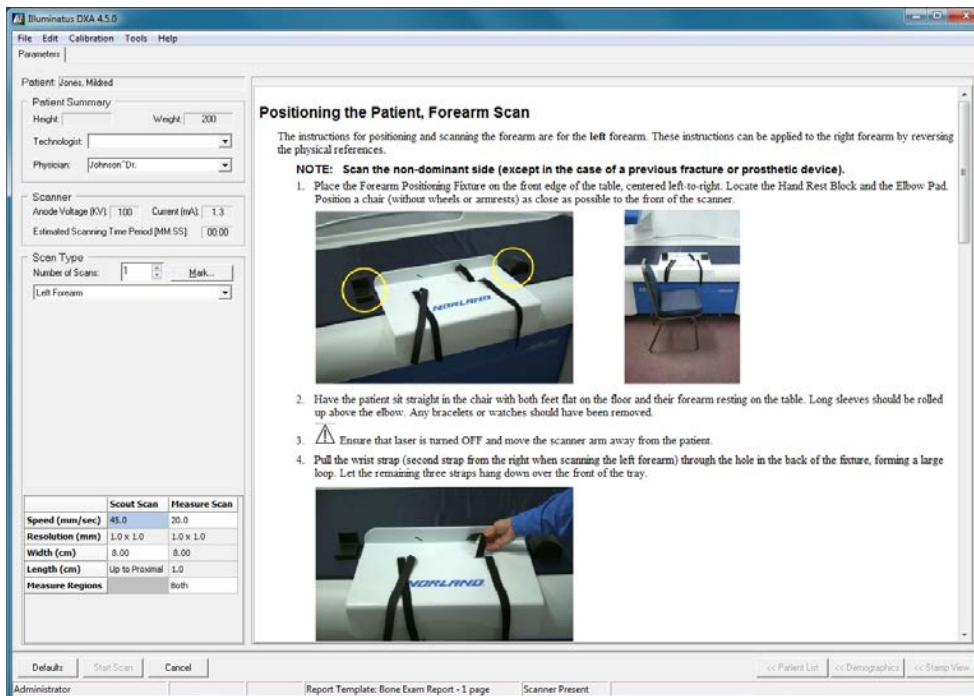 Illuminatus DXA 4.5.0
File Edit Calibration Tools Help
Parameters
Patient: Jones, Mildred
Patient Summary
Height: Weight: 200
Technologist:
Physician: Johnson^Dr.
Scanner
Anode Voltage (KV): 100 Current (mA): 1.3
Estimated Scanning Time Period [MM:SS]: 00:00
Scan Type
Number of Scans: 1 Mark...
Left Forearm
Scout Scan Measure Scan
Speed (mm/sec) 45.0 20.0
Resolution (mm) 1.0 x 1.0 1.0 x 1.0
Width (cm) 8.00 8.00
Length (cm) Up to Proximal 1.0
Measure Regions Both
Positioning the Patient, Forearm Scan
The instructions for positioning and scanning the forearm are for the left forearm. These instructions can be applied to the right forearm by reversing
the physical references.
NOTE: Scan the non-dominant side (except in the case of a previous fracture or prosthetic device).
1. Place the Forearm Positioning Fixture on the front edge of the table, centered left-to-right. Locate the Hand Rest Block and the Elbow Pad.
Position a chair (without wheels or armrests) as close as possible to the front of the scanner.
NORLAND
2. Have the patient sit straight in the chair with both feet flat on the floor and their forearm resting on the table. Long sleeves should be rolled
up above the elbow. Any bracelets or watches should have been removed.
3. Ensure that laser is turned OFF and move the scanner arm away from the patient.
4. Pull the wrist strap (second strap from the right when scanning the left forearm) through the hole in the back of the fixture, forming a large
loop. Let the remaining three straps hang down over the front of the tray.
NORLAND
Defaults Start Scan Cancel << Patient List << Demographics << Stamp View
Administrator Report Template: Bone Exam Report - 1 page Scanner Present